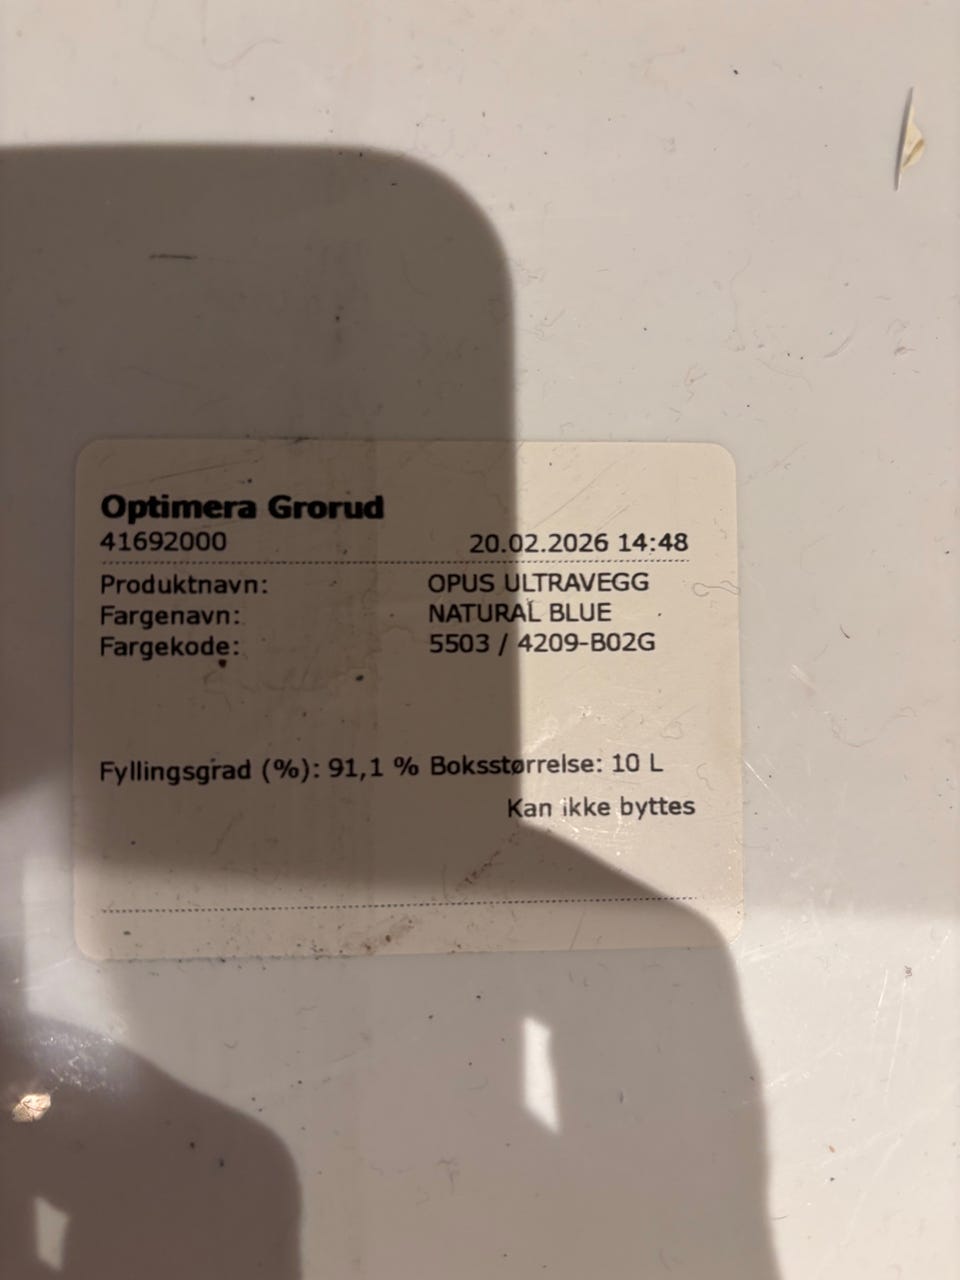 Optimera Grorud
41692000 20.02.2026 14:48
Produktnavn: OPUS ULTRAVEGG
Fargenavn: NATURAL BLUE
Fargekode: 5503 / 4209-B02G
Fyllingsgrad (%): 91,1 % Boksstørrelse: 10 L
Kan ikke byttes